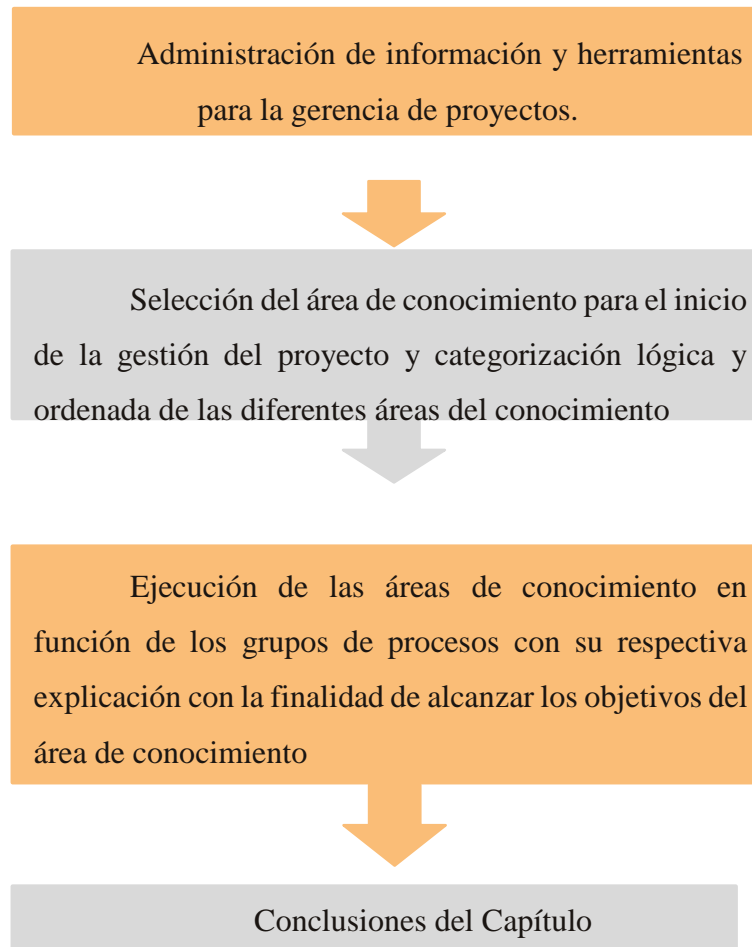 Administración de información y herramientas
para la gerencia de proyectos.
Selección del área de conocimiento para el inicio
de la gestión del proyecto y categorización lógica y
ordenada de las diferentes áreas del conocimiento
Ejecución de las áreas de conocimiento en
función de los grupos de procesos con su respectiva
explicación con la finalidad de alcanzar los objetivos del
área de conocimiento
Conclusiones del Capítulo